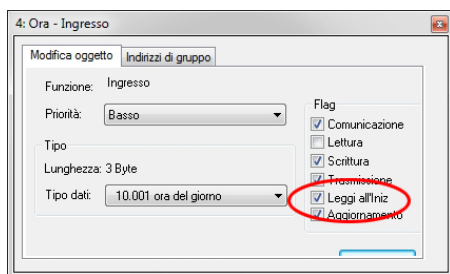 4: Ora - Ingresso
Modifica oggetto
Indirizzi di gruppo
Funzione: Ingresso
Priorità: Basso
Tipo
Lunghezza: 3 Byte
Tipo dati: 10.001 ora del giorno
Flag
Comunicazione
Lettura
Scrittura
Trasmissione
Leggi all'Iniz
Aggiornamento